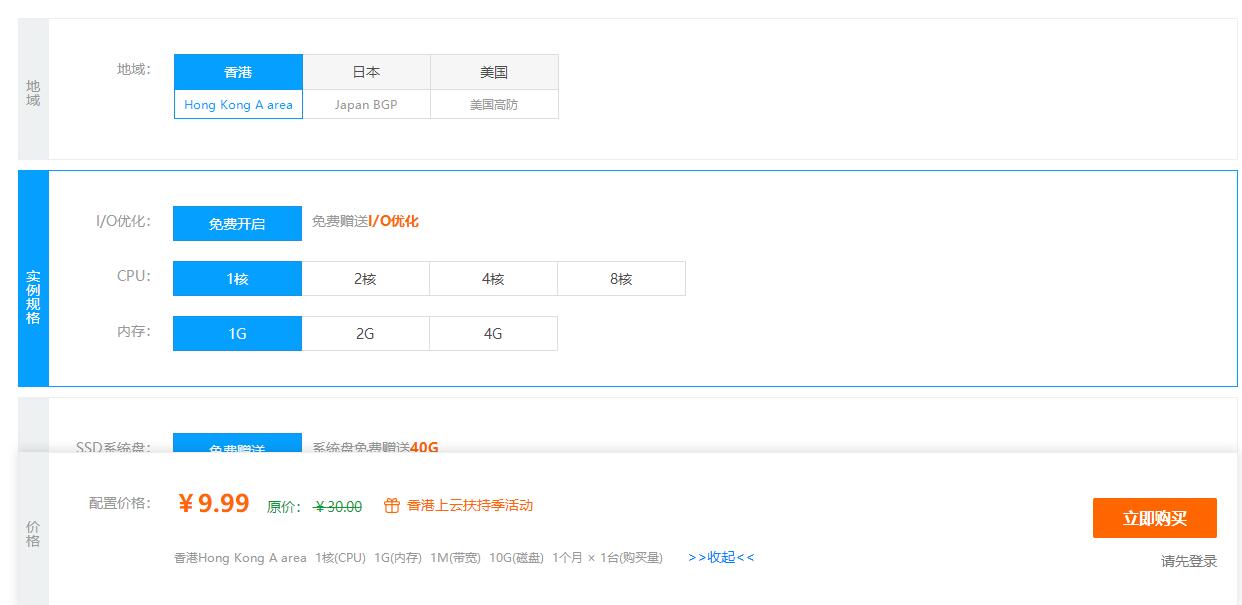 地域
地域:
香港 日本 美国
Hong Kong A area Japan BGP 美国高防
实例规格
I/O优化: 免费开启 免费赠送I/O优化
CPU: 1核 2核 4核 8核
内存: 1G 2G 4G
SSD系统盘: 免费赠送 系统盘免费赠送40G
价格
配置价格: ¥9.99 原价: ¥30.00 香港上云扶持季活动
立即购买
香港Hong Kong A area 1核(CPU) 1G(内存) 1M(带宽) 10G(磁盘) 1个月 × 1台(购买量) >>收起<<
请先登录